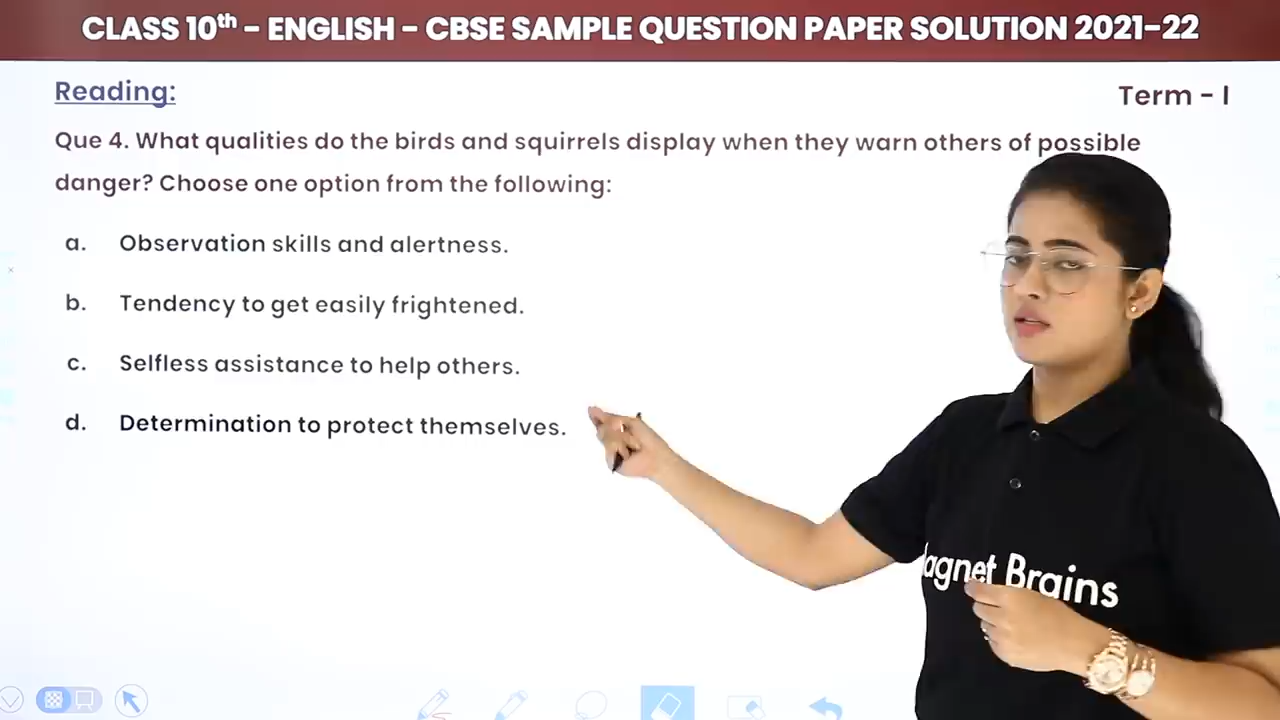 CLASS 10th - ENGLISH - CBSE SAMPLE QUESTION PAPER SOLUTION 2021-22
Reading:
Term - I
Que 4. What qualities do the birds and squirrels display when they warn others of possible
danger? Choose one option from the following:
a. Observation skills and alertness.
b. Tendency to get easily frightened.
c. Selfless assistance to help others.
d. Determination to protect themselves.
agnet Brains